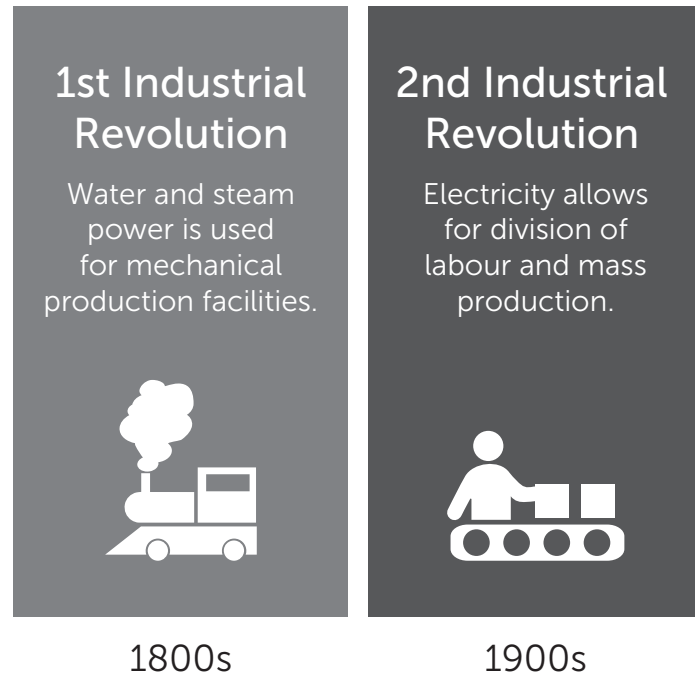 1st Industrial
Revolution
Water and steam
power is used
for mechanical
production facilities.
1800s
2nd Industrial
Revolution
Electricity allows
for division of
labour and mass
production.
1900s